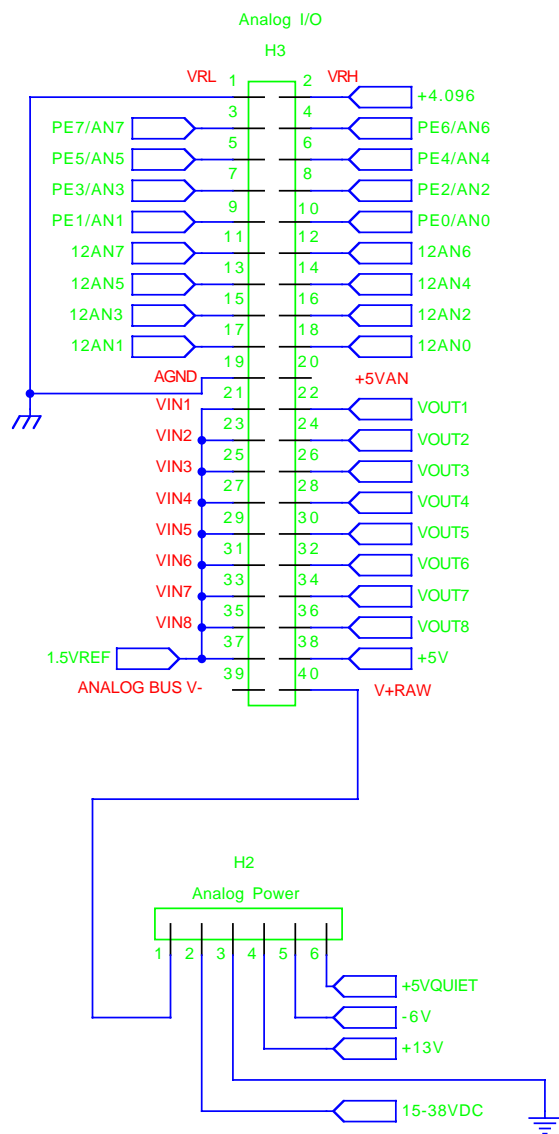 Analog I/O
H3
VRL 1 2 VRH
+4.096
3 4
PE7/AN7 PE6/AN6
5 6
PE5/AN5 PE4/AN4
7 8
PE3/AN3 PE2/AN2
9 10
PE1/AN1 PE0/AN0
11 12
12AN7 12AN6
13 14
12AN5 12AN4
15 16
12AN3 12AN2
17 18
12AN1 12AN0
19 20
AGND +5VAN
21 22
VIN1 VOUT1
23 24
VIN2 VOUT2
25 26
VIN3 VOUT3
27 28
VIN4 VOUT4
29 30
VIN5 VOUT5
31 32
VIN6 VOUT6
33 34
VIN7 VOUT7
35 36
VIN8 VOUT8
37 38
1.5VREF +5V
39 40
ANALOG BUS V- V+RAW
H2
Analog Power
1 2 3 4 5 6
+5VQUIET
-6V
+13V
15-38VDC